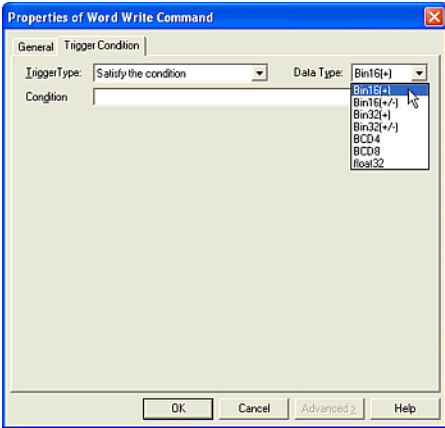 Properties of Word Write Command
General Trigger Condition
TriggerType: Satisfy the condition Data Type: Bin16(+)
Condition
Bin16(+)
Bin16(+/-)
Bin32(+)
Bin32(+/-)
BCD4
BCD8
float32
OK Cancel Advanced > Help